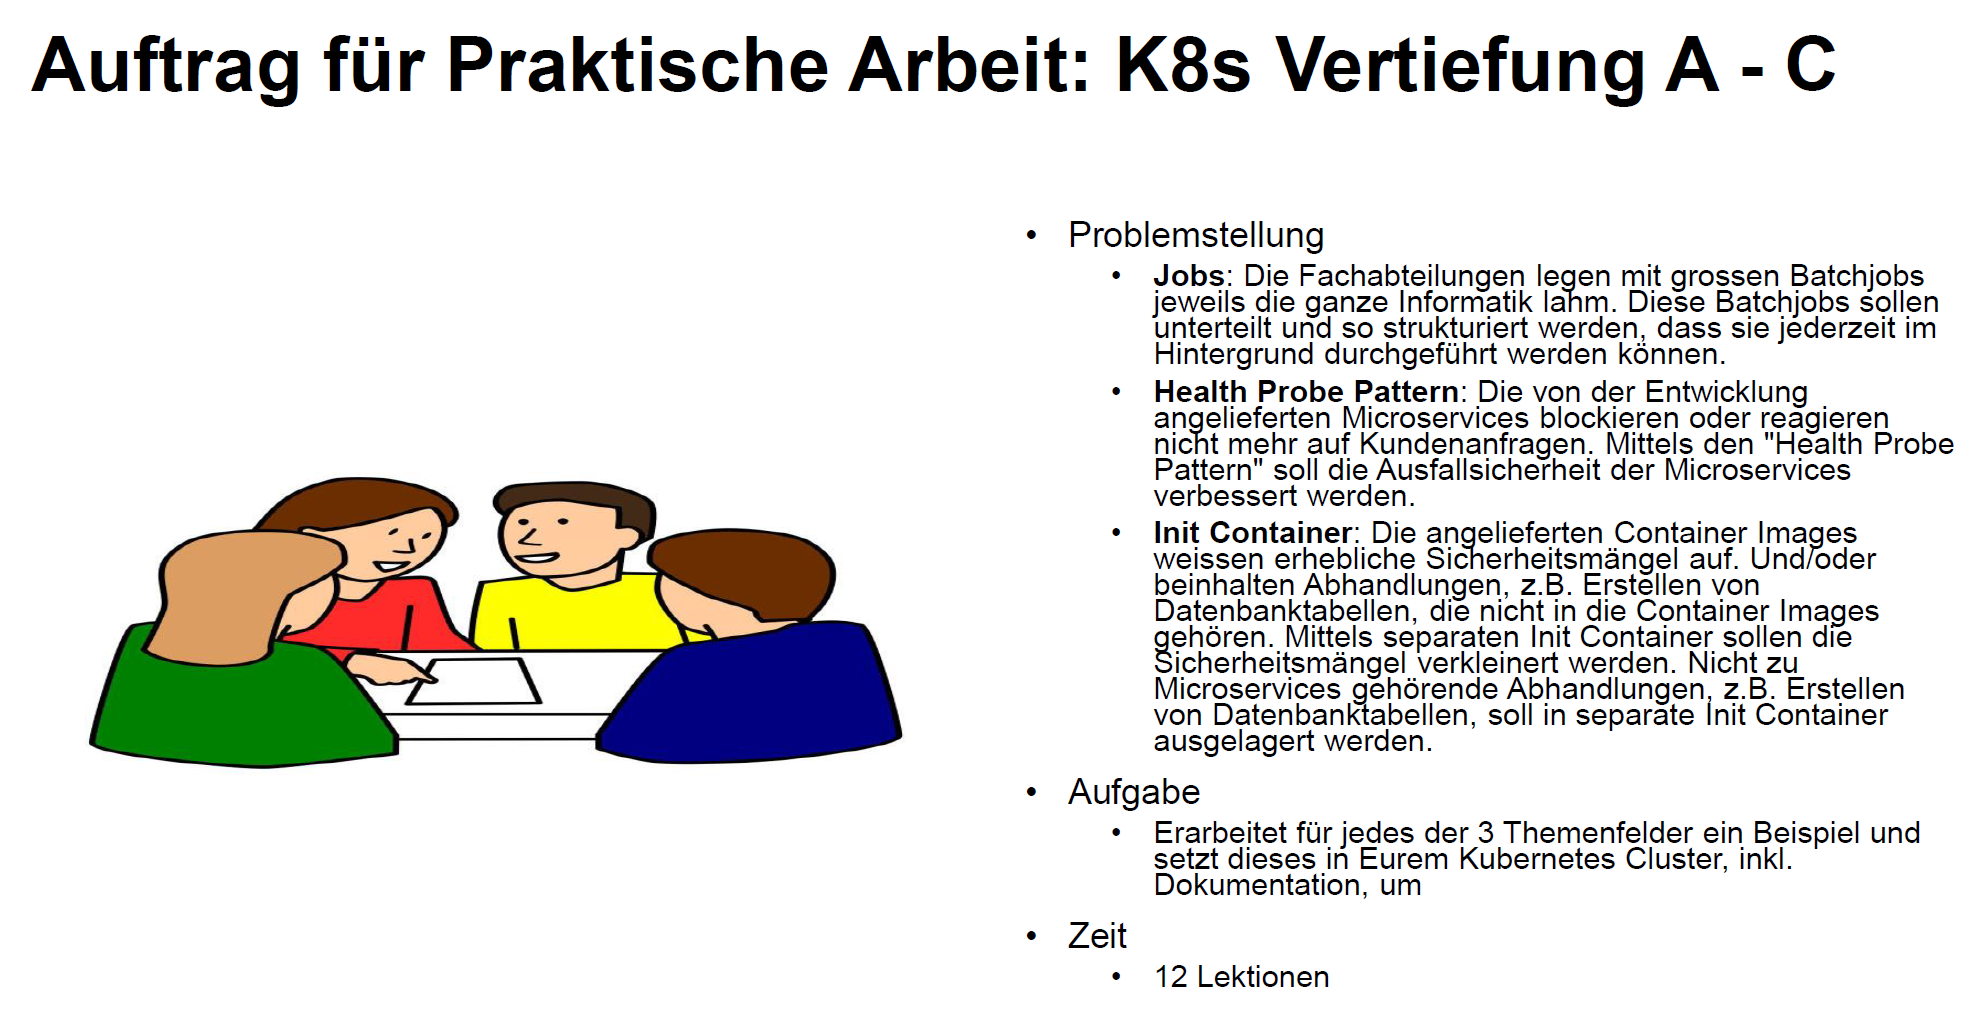 Auftrag für Praktische Arbeit: K8s Vertiefung A - C
• Problemstellung
• Jobs: Die Fachabteilungen legen mit grossen Batchjobs
jeweils die ganze Informatik lahm. Diese Batchjobs sollen
unterteilt und so strukturiert werden, dass sie jederzeit im
Hintergrund durchgeführt werden können.
• Health Probe Pattern: Die von der Entwicklung
angelieferten Microservices blockieren oder reagieren
nicht mehr auf Kundenanfragen. Mittels den "Health Probe
Pattern" soll die Ausfallsicherheit der Microservices
verbessert werden.
• Init Container: Die angelieferten Container Images
weissen erhebliche Sicherheitsmängel auf. Und/oder
beinhalten Abhandlungen, z.B. Erstellen von
Datenbanktabellen, die nicht in die Container Images
gehören. Mittels separaten Init Container sollen die
Sicherheitsmängel verkleinert werden. Nicht zu
Microservices gehörende Abhandlungen, z.B. Erstellen
von Datenbanktabellen, soll in separate Init Container
ausgelagert werden.
• Aufgabe
• Erarbeitet für jedes der 3 Themenfelder ein Beispiel und
setzt dieses in Eurem Kubernetes Cluster, inkl.
Dokumentation, um
• Zeit
• 12 Lektionen